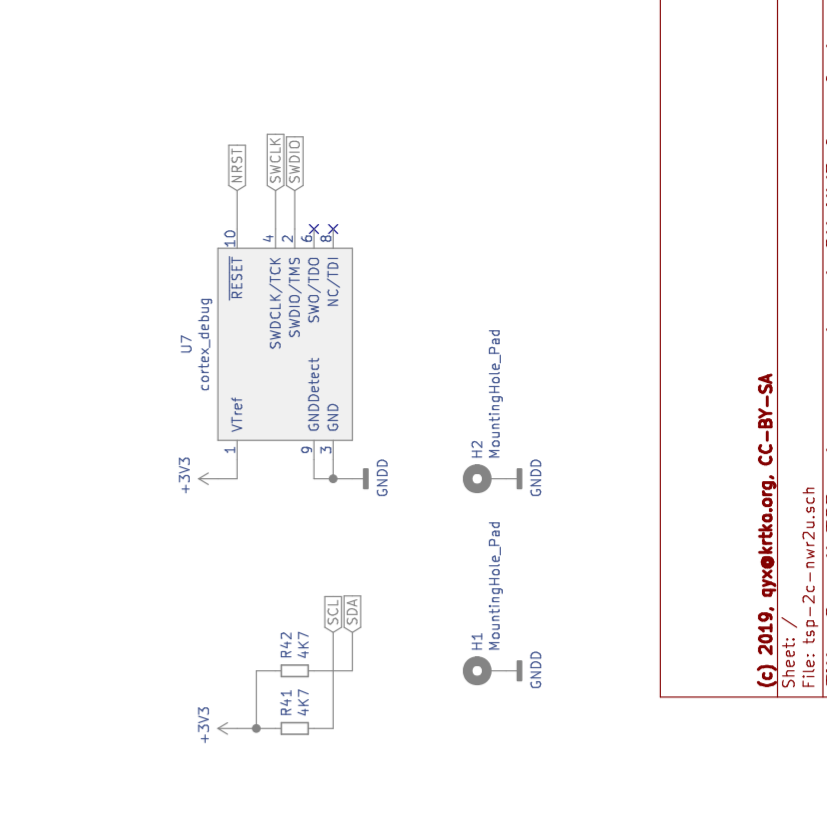 +3V3
R41
4K7
R42
4K7
SCL
SDA
+3V3
U7
cortex_debug
1
VTref
RESET
10
NRST
SWDCLK/TCK
4
SWCLK
SWDIO/TMS
2
SWDIO
9
GNDDetect
SWO/TDO
6
3
GND
NC/TDI
8
GNDD
H1
MountingHole_Pad
GNDD
H2
MountingHole_Pad
GNDD
(c) 2019, qyx@krtko.org, CC-BY-SA
Sheet: /
File: tsp-2c-nwr2u.sch